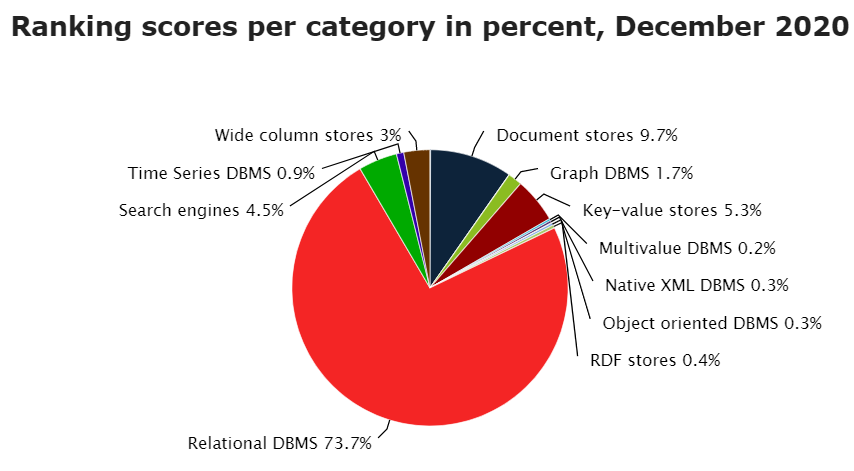 Ranking scores per category in percent, December 2020
Wide column stores 3%
Document stores 9.7%
Time Series DBMS 0.9%
Graph DBMS 1.7%
Search engines 4.5%
Key-value stores 5.3%
Multivalue DBMS 0.2%
Native XML DBMS 0.3%
Object oriented DBMS 0.3%
RDF stores 0.4%
Relational DBMS 73.7%